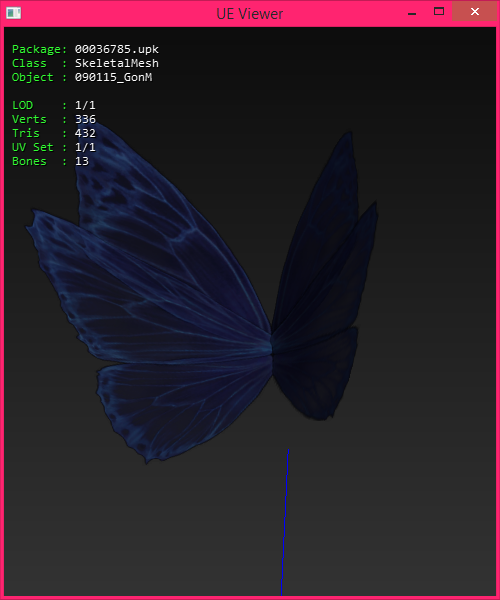 UE Viewer
Package: 00036785.upk
Class  : SkeletalMesh
Object : 090115_GonM
LOD    : 1/1
Verts  : 336
Tris   : 432
UV Set : 1/1
Bones  : 13